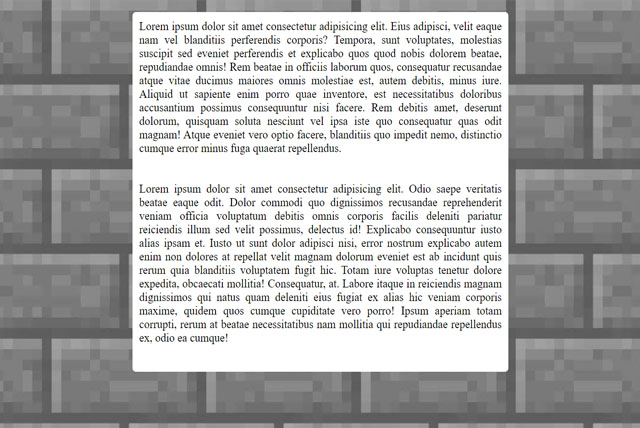 Lorem ipsum dolor sit amet consectetur adipisicing elit. Eius adipisci, velit eaque
nam vel blanditiis perferendis corporis? Tempora, sunt voluptates, molestias
suscipit sed eveniet perferendis et explicabo quos quod nobis dolorem beatae,
repudiandae omnis! Rem beatae in officiis laborum quos, consequatur recusandae
atque vitae ducimus maiores omnis molestiae est, autem debitis, minus iure.
Aliquid ut sapiente enim porro quae inventore, est necessitatibus doloribus
accusantium possimus consequuntur nisi facere. Rem debitis amet, deserunt
dolorum, quisquam soluta nesciunt vel ipsa iste quo consequatur quas odit
magnam! Atque eveniet vero optio facere, blanditiis quo impedit nemo, distinctio
cumque error minus fuga quaerat repellendus.
Lorem ipsum dolor sit amet consectetur adipisicing elit. Odio saepe veritatis
beatae eaque odit. Dolor commodi quo dignissimos recusandae reprehenderit
veniam officia voluptatum debitis omnis corporis facilis deleniti pariatur
reiciendis illum sed velit possimus, delectus id! Explicabo consequuntur iusto
alias ipsam et. Iusto ut sunt dolor adipisci nisi, error nostrum explicabo autem
enim non dolores at repellat velit magnam dolorum eveniet est ab incidunt quis
rerum quia blanditiis voluptatem fugit hic. Totam iure voluptas tenetur dolore
expedita, obcaecati mollitia! Consequatur, at. Labore itaque in reiciendis magnam
dignissimos qui natus quam deleniti eius fugiat ex alias hic veniam corporis
maxime, quidem quos cumque cupiditate vero porro! Ipsum aperiam totam
corrupti, rerum at beatae necessitatibus nam mollitia qui repudiandae repellendus
ex, odio ea cumque!